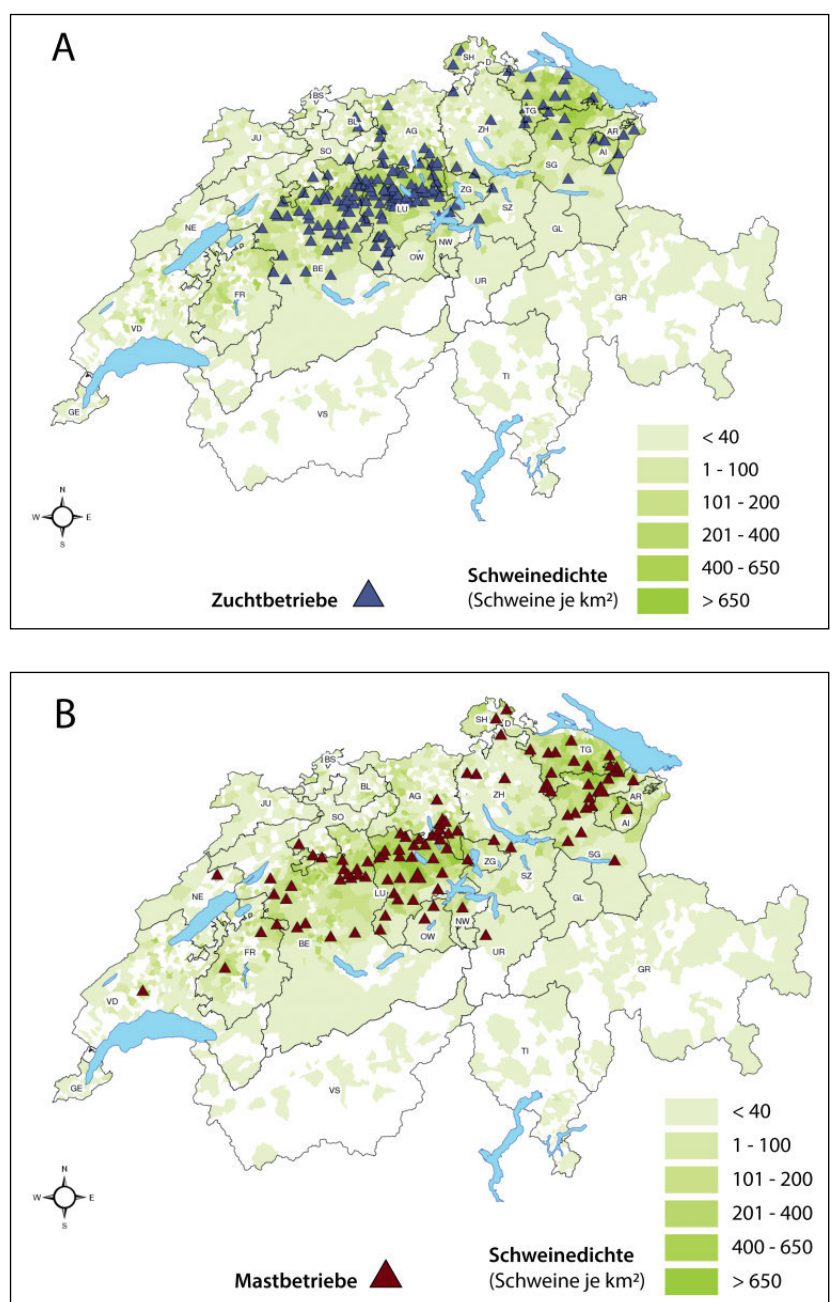 A
SH
D
BS
BL
TG
JU
AG
ZH
AR
AI
SO
SG
ZG
LU
SZ
NE
NW
GL
OW
BE
UR
GR
FR
VD
TI
VS
GE
N
W
E
S
Zuchtbetriebe
Schweinedichte
(Schweine je km²)
< 40
1 - 100
101 - 200
201 - 400
400 - 650
> 650
B
SH
D
TG
BS
BL
AG
ZH
JU
AR
SO
AI
SG
ZG
SZ
LU
NE
GL
NW
OW
BE
UR
FR
GR
VD
TI
GE
VS
N
W
E
S
Mastbetriebe
Schweinedichte
(Schweine je km²)
< 40
1 - 100
101 - 200
201 - 400
400 - 650
> 650